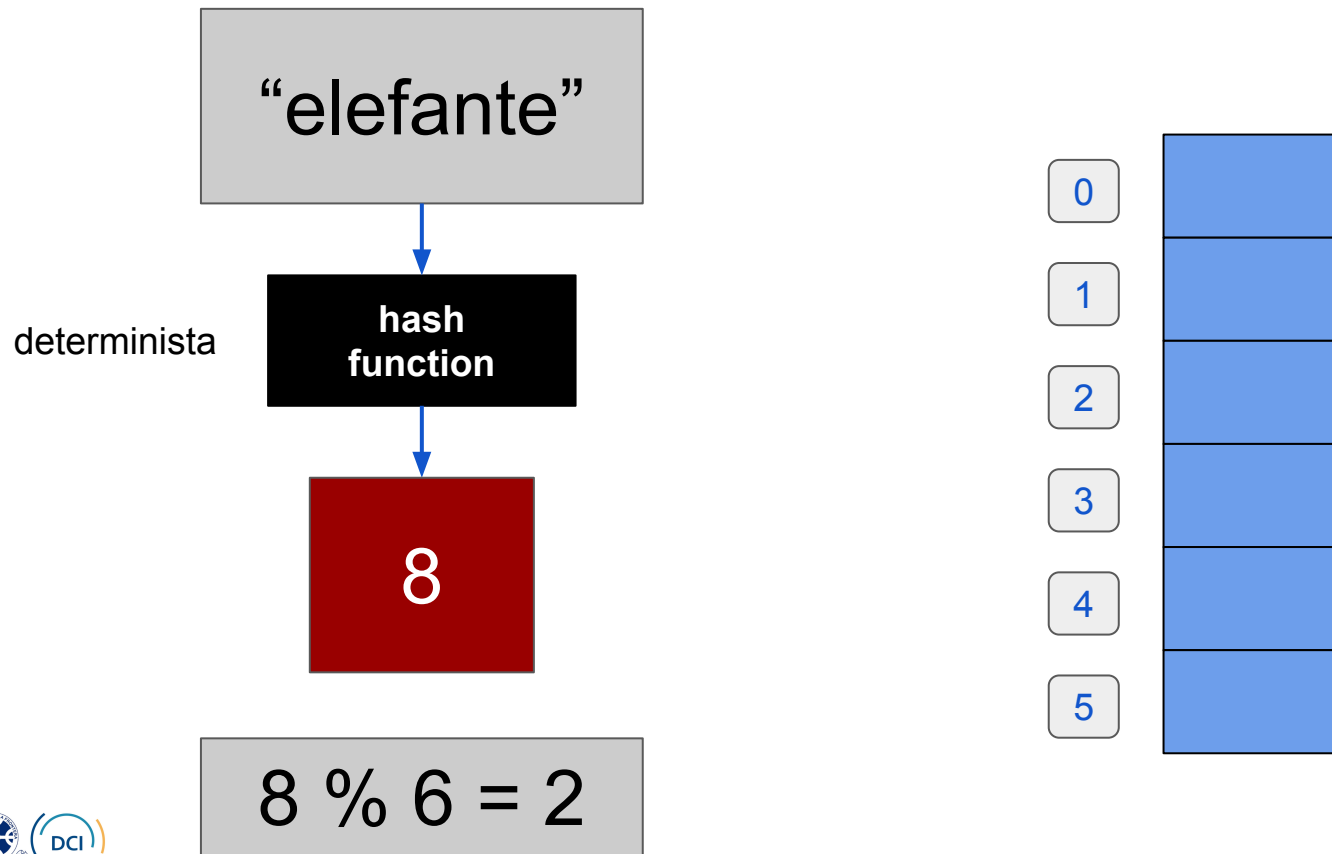 “elefante”
determinista
hash
function
8
8 % 6 = 2
0
1
2
3
4
5
DCI